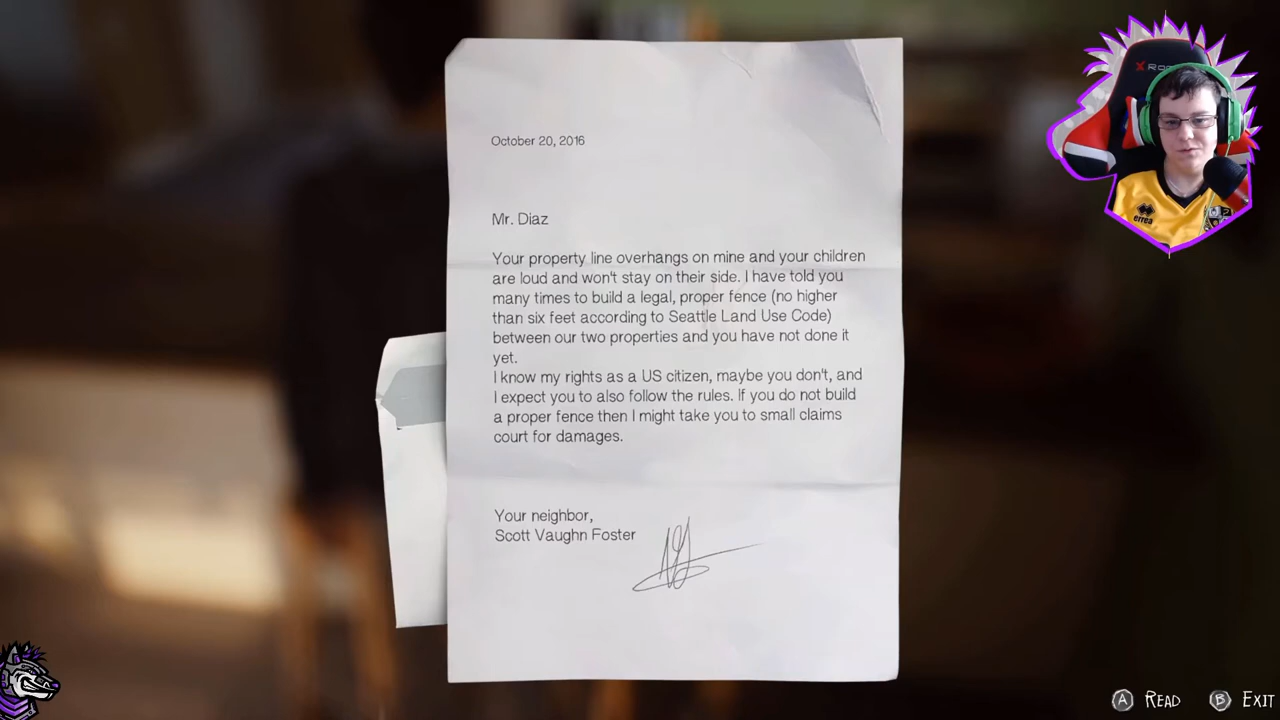 October 20, 2016
Mr. Diaz
Your property line overhangs on mine and your children
are loud and won't stay on their side. I have told you
many times to build a legal, proper fence (no higher
than six feet according to Seattle Land Use Code)
between our two properties and you have not done it
yet.
I know my rights as a US citizen, maybe you don't, and
I expect you to also follow the rules. If you do not build
a proper fence then I might take you to small claims
court for damages.
Your neighbor,
Scott Vaughn Foster
errea
A READ B EXIT